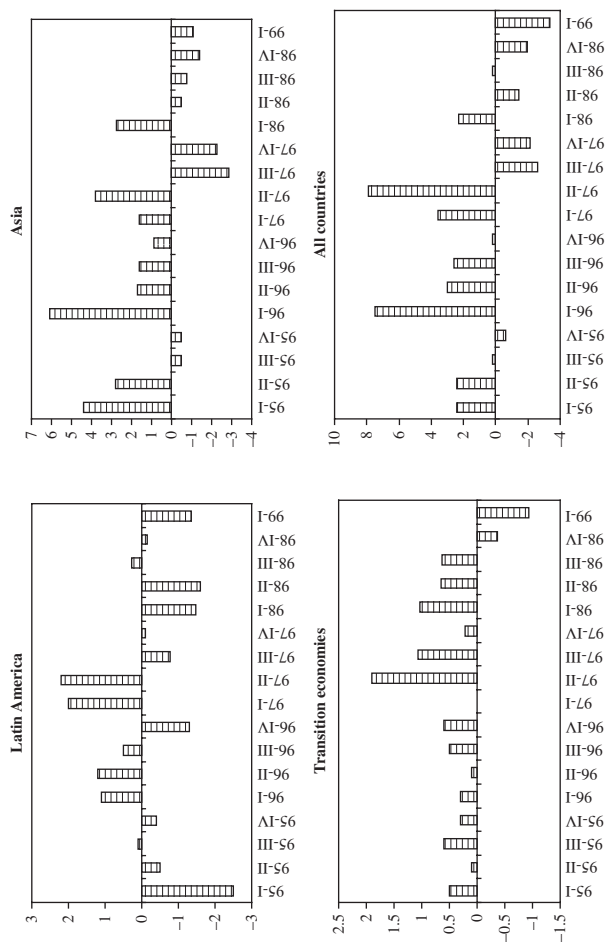 Latin America
3
2
1
0
–1
–2
–3
95-I
95-II
95-III
95-IV
96-I
96-II
96-III
96-IV
97-I
97-II
97-III
97-IV
98-I
98-II
98-III
98-IV
99-I
Asia
7
6
5
4
3
2
1
0
–1
–2
–3
–4
95-I
95-II
95-III
95-IV
96-I
96-II
96-III
96-IV
97-I
97-II
97-III
97-IV
98-I
98-II
98-III
98-IV
99-I
Transition economies
2.5
2
1.5
1
0.5
0
–0.5
–1
–1.5
95-I
95-II
95-III
95-IV
96-I
96-II
96-III
96-IV
97-I
97-II
97-III
97-IV
98-I
98-II
98-III
98-IV
99-I
All countries
10
8
6
4
2
0
–2
–4
95-I
95-II
95-III
95-IV
96-I
96-II
96-III
96-IV
97-I
97-II
97-III
97-IV
98-I
98-II
98-III
98-IV
99-I